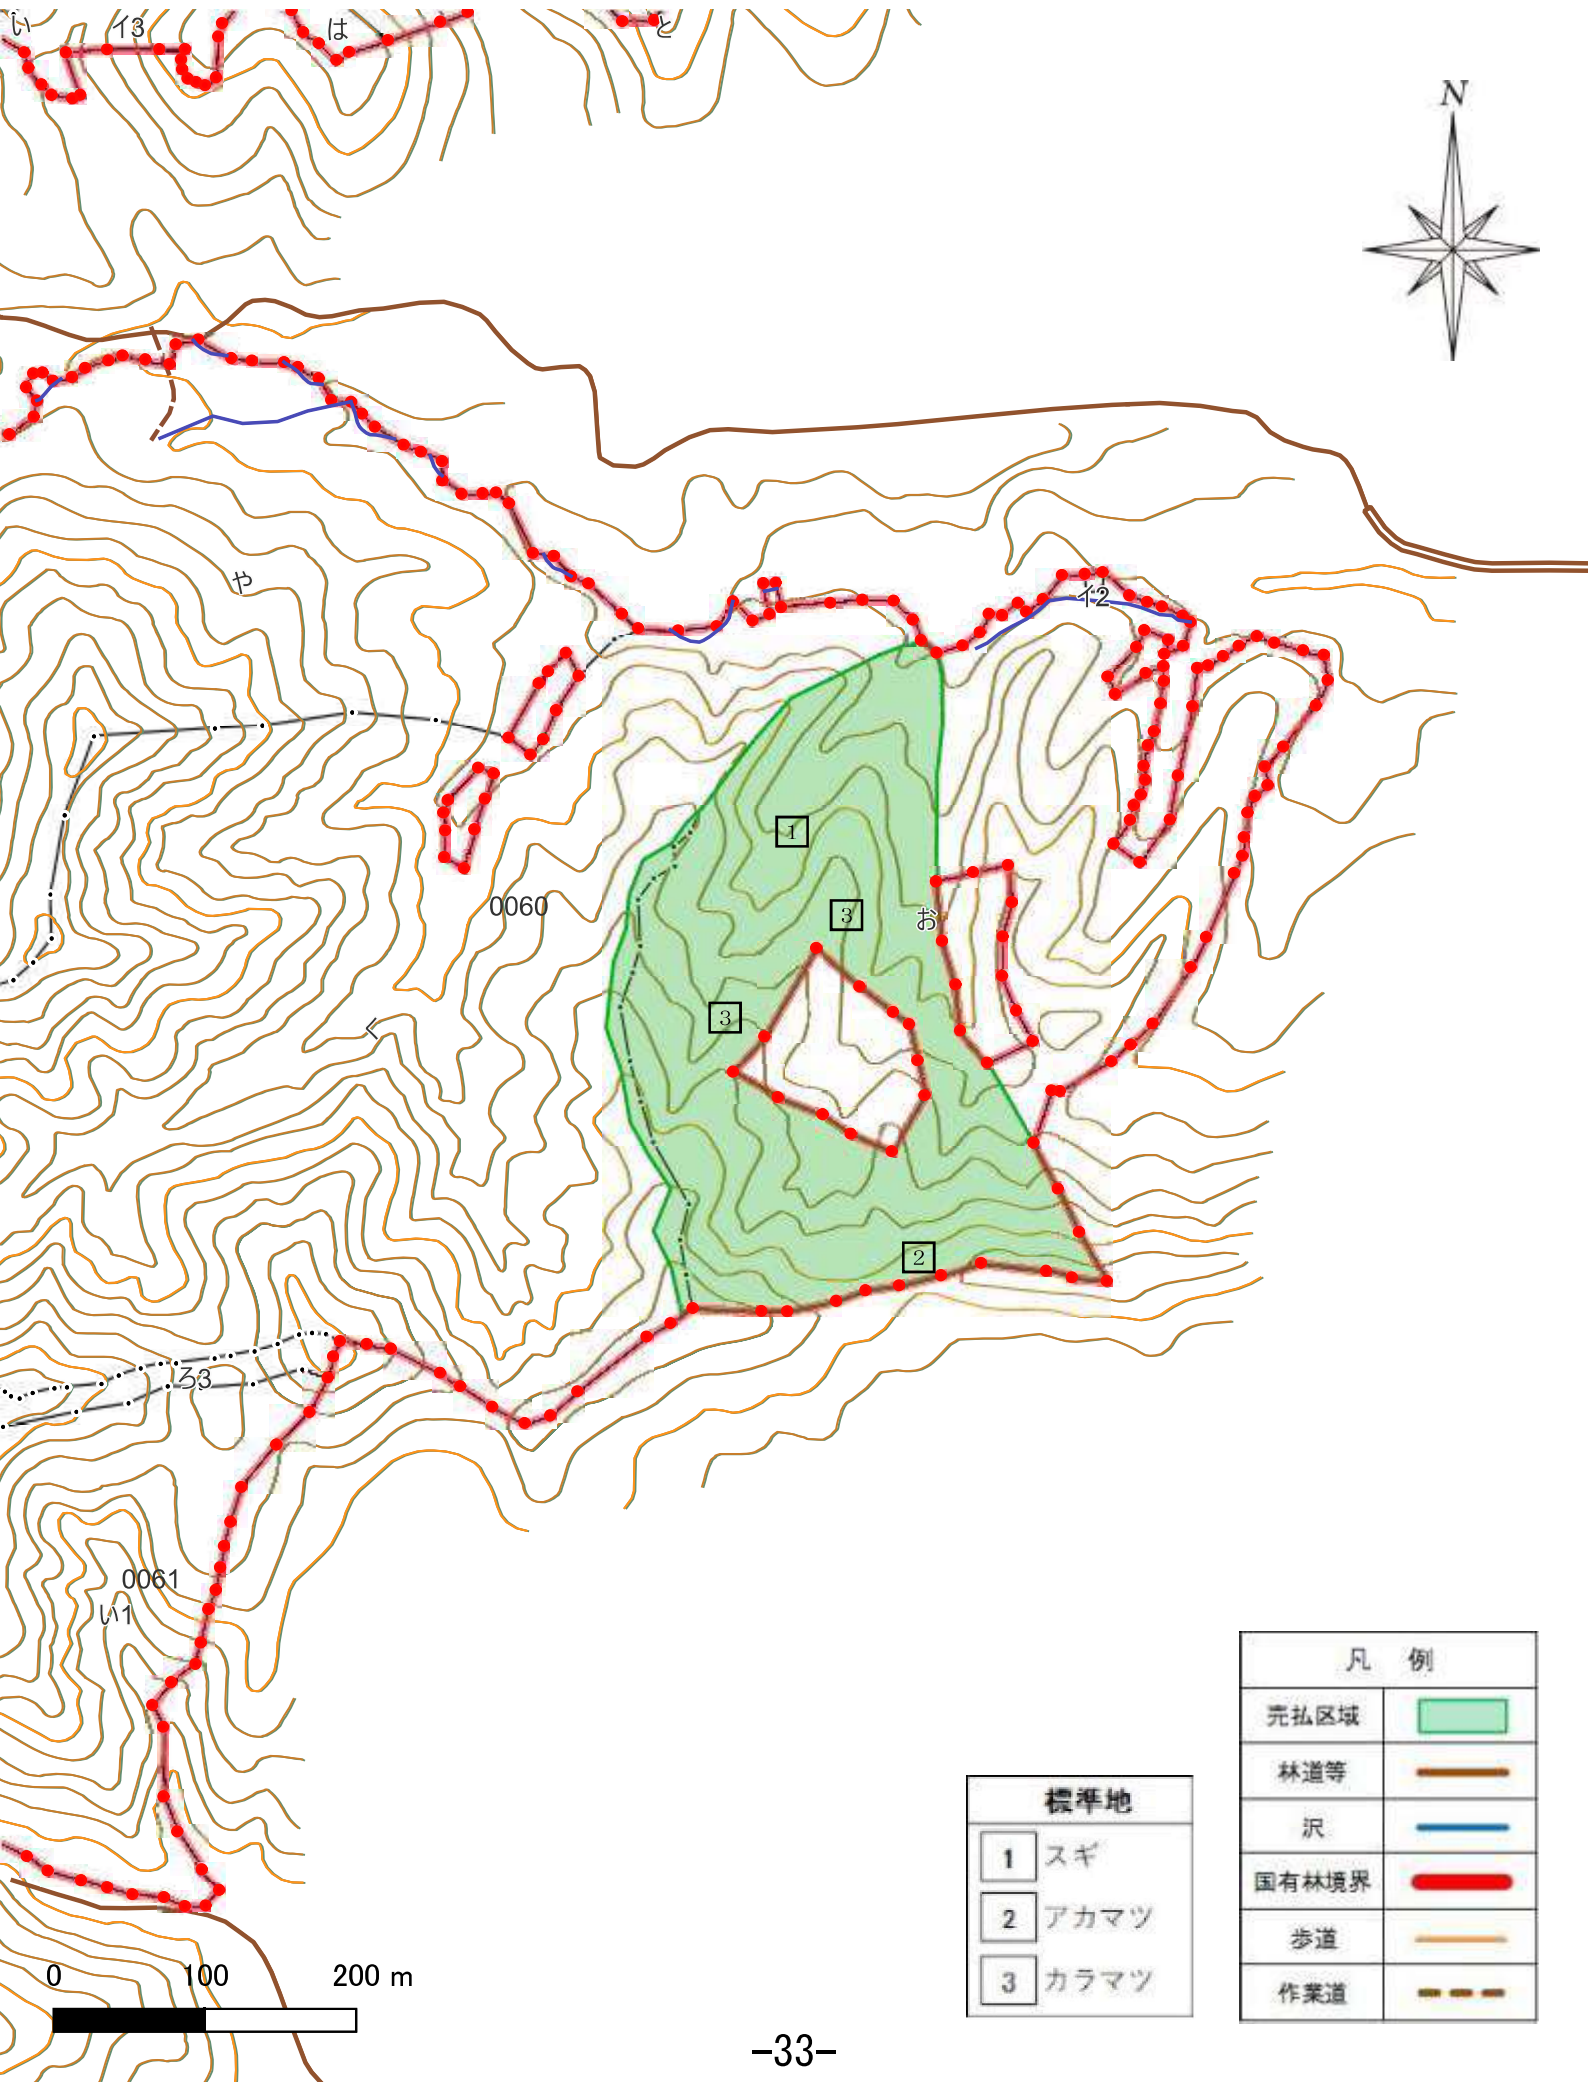 い
イ3
は
と
N
や
イ2
1
0060
3
お
3
く
2
ろ3
0061
い1
凡 例
売払区域
林道等
沢
国有林境界
歩道
作業道
標準地
1 スギ
2 アカマツ
3 カラマツ
0 100 200 m
-33-